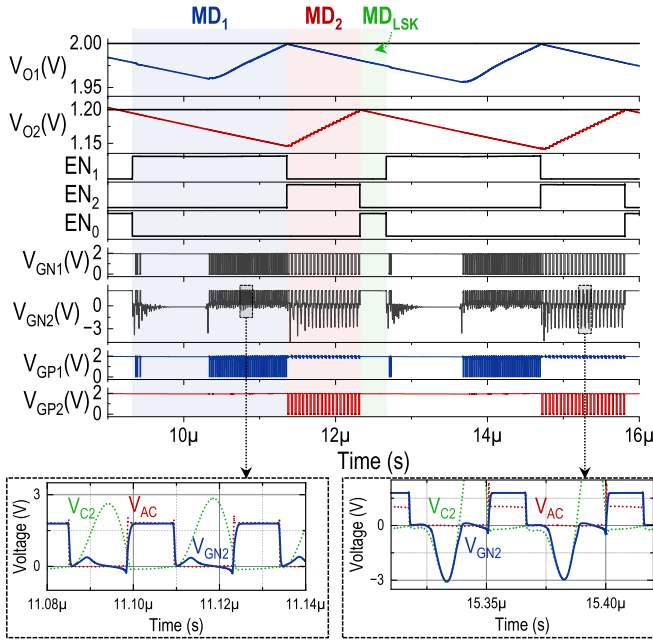 MD1 MD2 MDLSK
VO1(V) 2.00
1.95
VO2(V) 1.20
1.15
EN1
EN2
EN0
VGN1(V) 2
0
VGN2(V) 0
-3
VGP1(V) 2
0
VGP2(V) 2
0
10μ 12μ 14μ 16μ
Time (s)
Voltage (V)
3
0
VC2 VAC
VGN2
11.08μ 11.10μ 11.12μ 11.14μ
Time (s)
Voltage (V)
0
-3
VC2 VAC
VGN2
15.35μ 15.40μ
Time (s)